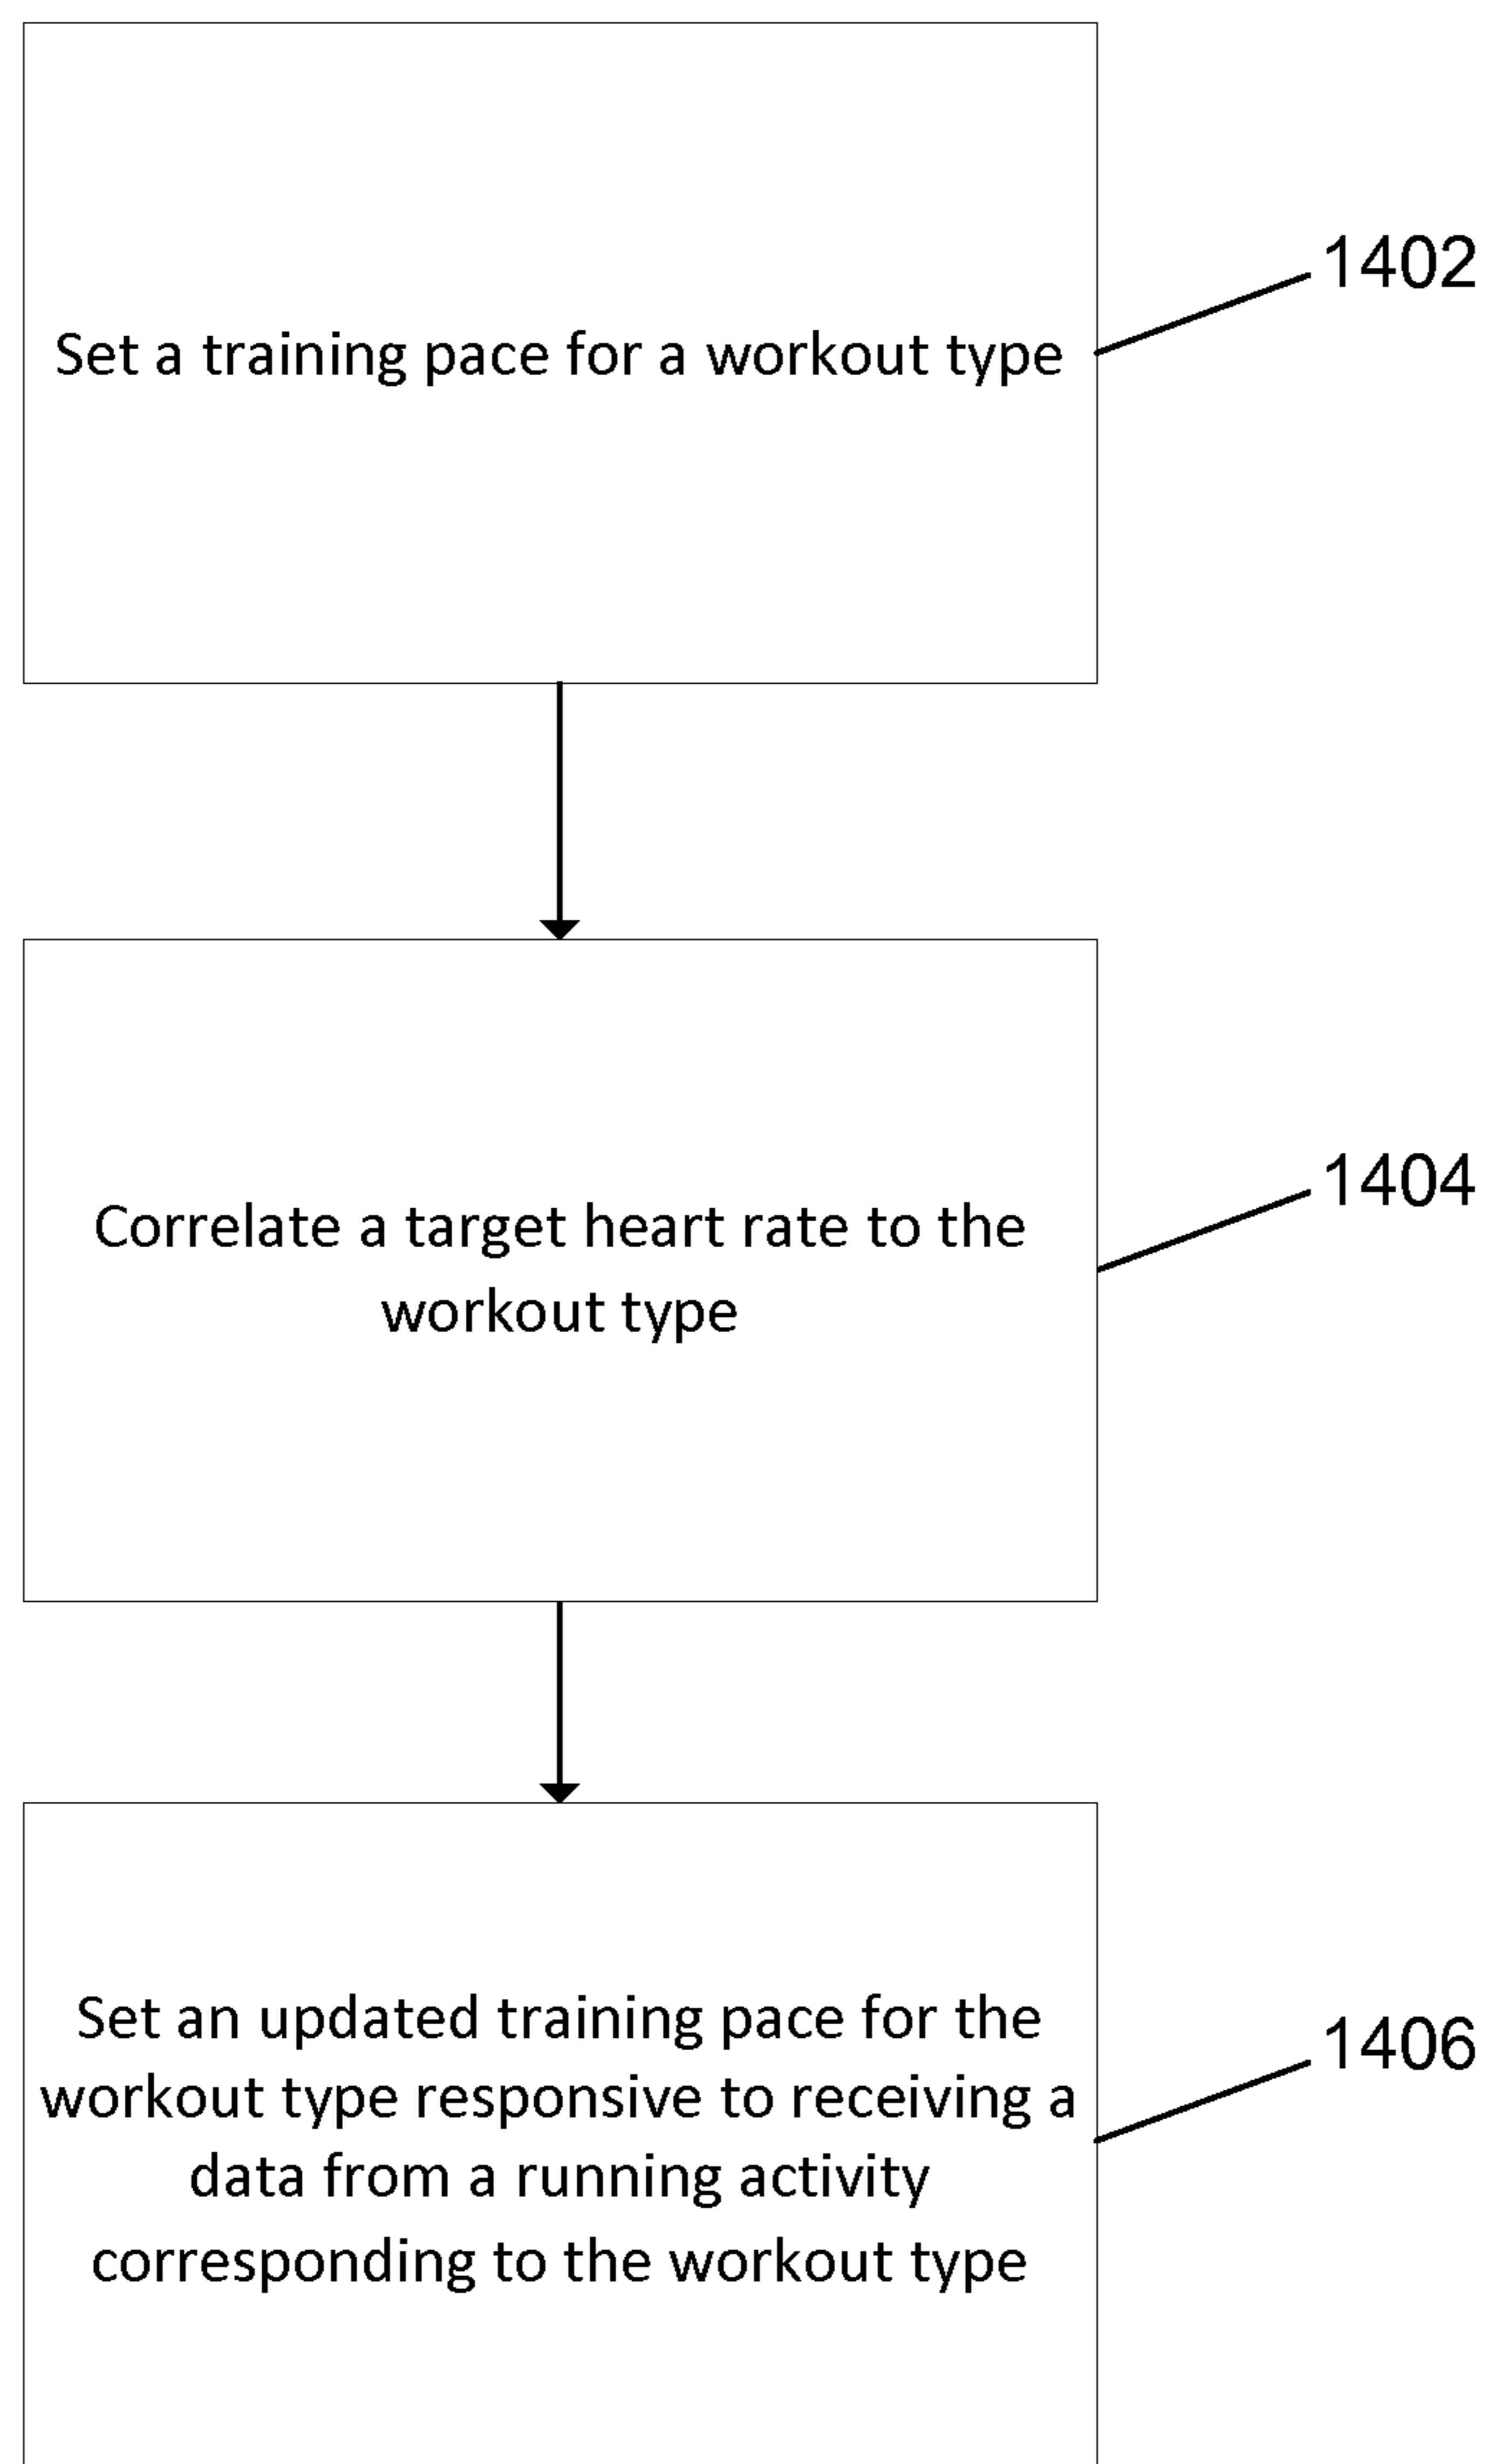 Set a training pace for a workout type
1402
Correlate a target heart rate to the
workout type
1404
Set an updated training pace for the
workout type responsive to receiving a
data from a running activity
corresponding to the workout type
1406